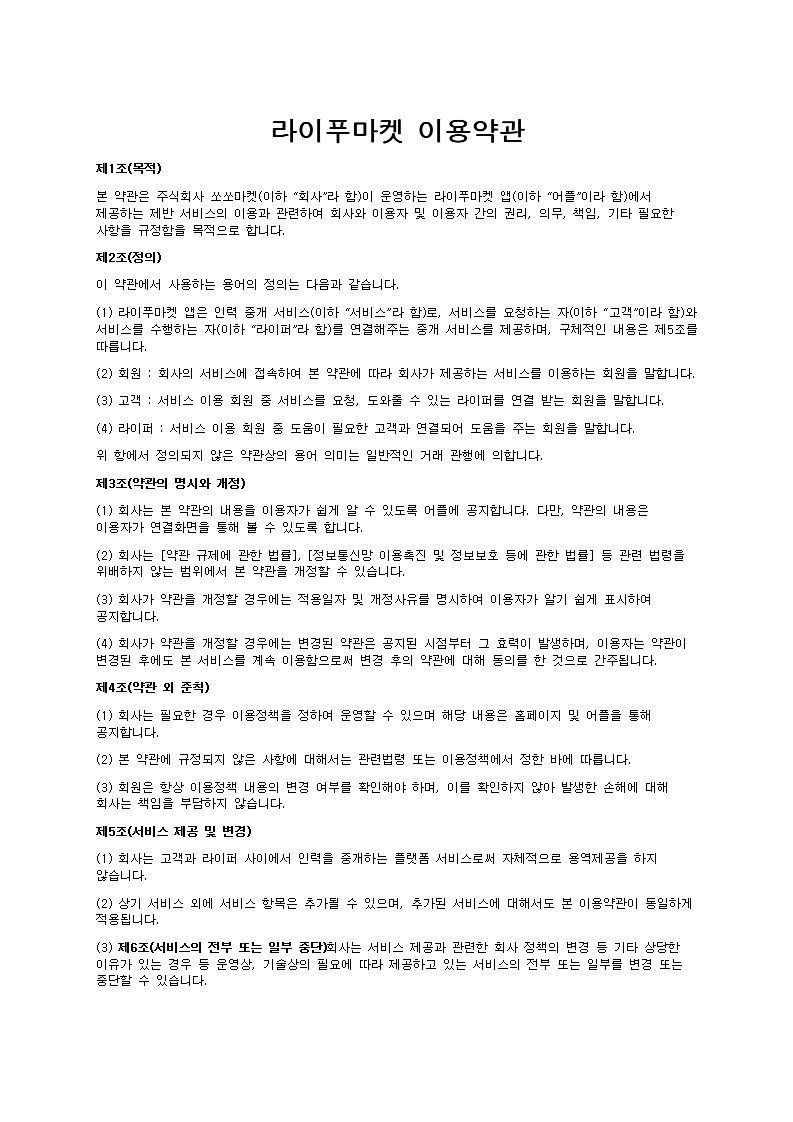 라이푸마켓 이용약관
제1조(목적)
본 약관은 주식회사 쏘쏘마켓(이하 “회사”라 함)이 운영하는 라이푸마켓 앱(이하 “어플”이라 함)에서
제공하는 제반 서비스의 이용과 관련하여 회사와 이용자 및 이용자 간의 권리, 의무, 책임, 기타 필요한
사항을 규정함을 목적으로 합니다.
제2조(정의)
이 약관에서 사용하는 용어의 정의는 다음과 같습니다.
(1) 라이푸마켓 앱은 인력 중개 서비스(이하 “서비스”라 함)로, 서비스를 요청하는 자(이하 “고객”이라 함)와
서비스를 수행하는 자(이하 “라이퍼”라 함)를 연결해주는 중개 서비스를 제공하며, 구체적인 내용은 제5조를
따릅니다.
(2) 회원 : 회사의 서비스에 접속하여 본 약관에 따라 회사가 제공하는 서비스를 이용하는 회원을 말합니다.
(3) 고객 : 서비스 이용 회원 중 서비스를 요청, 도와줄 수 있는 라이퍼를 연결 받는 회원을 말합니다.
(4) 라이퍼 : 서비스 이용 회원 중 도움이 필요한 고객과 연결되어 도움을 주는 회원을 말합니다.
위 항에서 정의되지 않은 약관상의 용어 의미는 일반적인 거래 관행에 의합니다.
제3조(약관의 명시와 개정)
(1) 회사는 본 약관의 내용을 이용자가 쉽게 알 수 있도록 어플에 공지합니다. 다만, 약관의 내용은
이용자가 연결화면을 통해 볼 수 있도록 합니다.
(2) 회사는 [약관 규제에 관한 법률], [정보통신망 이용촉진 및 정보보호 등에 관한 법률] 등 관련 법령을
위배하지 않는 범위에서 본 약관을 개정할 수 있습니다.
(3) 회사가 약관을 개정할 경우에는 적용일자 및 개정사유를 명시하여 이용자가 알기 쉽게 표시하여
공지합니다.
(4) 회사가 약관을 개정할 경우에는 변경된 약관은 공지된 시점부터 그 효력이 발생하며, 이용자는 약관이
변경된 후에도 본 서비스를 계속 이용함으로써 변경 후의 약관에 대해 동의를 한 것으로 간주됩니다.
제4조(약관 외 준칙)
(1) 회사는 필요한 경우 이용정책을 정하여 운영할 수 있으며 해당 내용은 홈페이지 및 어플을 통해
공지합니다.
(2) 본 약관에 규정되지 않은 사항에 대해서는 관련법령 또는 이용정책에서 정한 바에 따릅니다.
(3) 회원은 항상 이용정책 내용의 변경 여부를 확인해야 하며, 이를 확인하지 않아 발생한 손해에 대해
회사는 책임을 부담하지 않습니다.
제5조(서비스 제공 및 변경)
(1) 회사는 고객과 라이퍼 사이에서 인력을 중개하는 플랫폼 서비스로써 자체적으로 용역제공을 하지
않습니다.
(2) 상기 서비스 외에 서비스 항목은 추가될 수 있으며, 추가된 서비스에 대해서도 본 이용약관이 동일하게
적용됩니다.
(3) 제6조(서비스의 전부 또는 일부 중단)회사는 서비스 제공과 관련한 회사 정책의 변경 등 기타 상당한
이유가 있는 경우 등 운영상, 기술상의 필요에 따라 제공하고 있는 서비스의 전부 또는 일부를 변경 또는
중단할 수 있습니다.